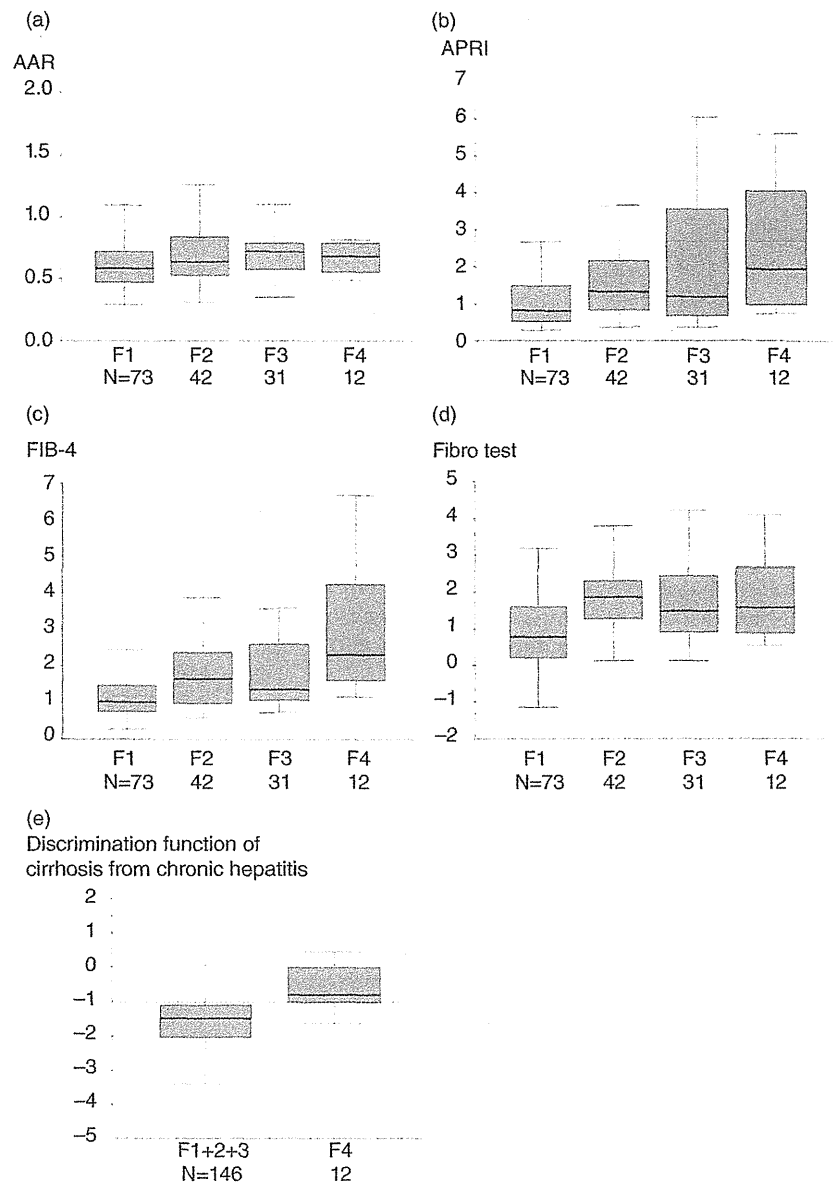 (a)
AAR
2.0
1.5
1.0
0.5
0.0
F1 F2 F3 F4
N=73 42 31 12
(b)
APRI
7
6
5
4
3
2
1
0
F1 F2 F3 F4
N=73 42 31 12
(c)
FIB-4
7
6
5
4
3
2
1
0
F1 F2 F3 F4
N=73 42 31 12
(d)
Fibro test
5
4
3
2
1
0
−1
−2
F1 F2 F3 F4
N=73 42 31 12
(e)
Discrimination function of
cirrhosis from chronic hepatitis
2
1
0
−1
−2
−3
−4
−5
F1+2+3 F4
N=146 12